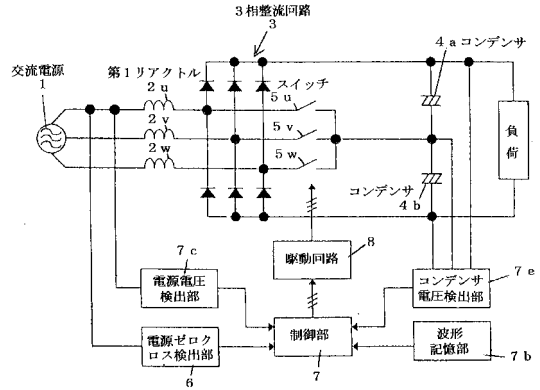 3相整流回路
3
4aコンデンサ
交流電源
1
第1リアクトル
2u
2v
2w
スイッチ
5u
5v
5w
負荷
コンデンサ
4b
駆動回路
8
7c
電源電圧
検出部
コンデンサ
電圧検出部
7e
電源ゼロク
ロス検出部
6
制御部
7
波形
記憶部
7b